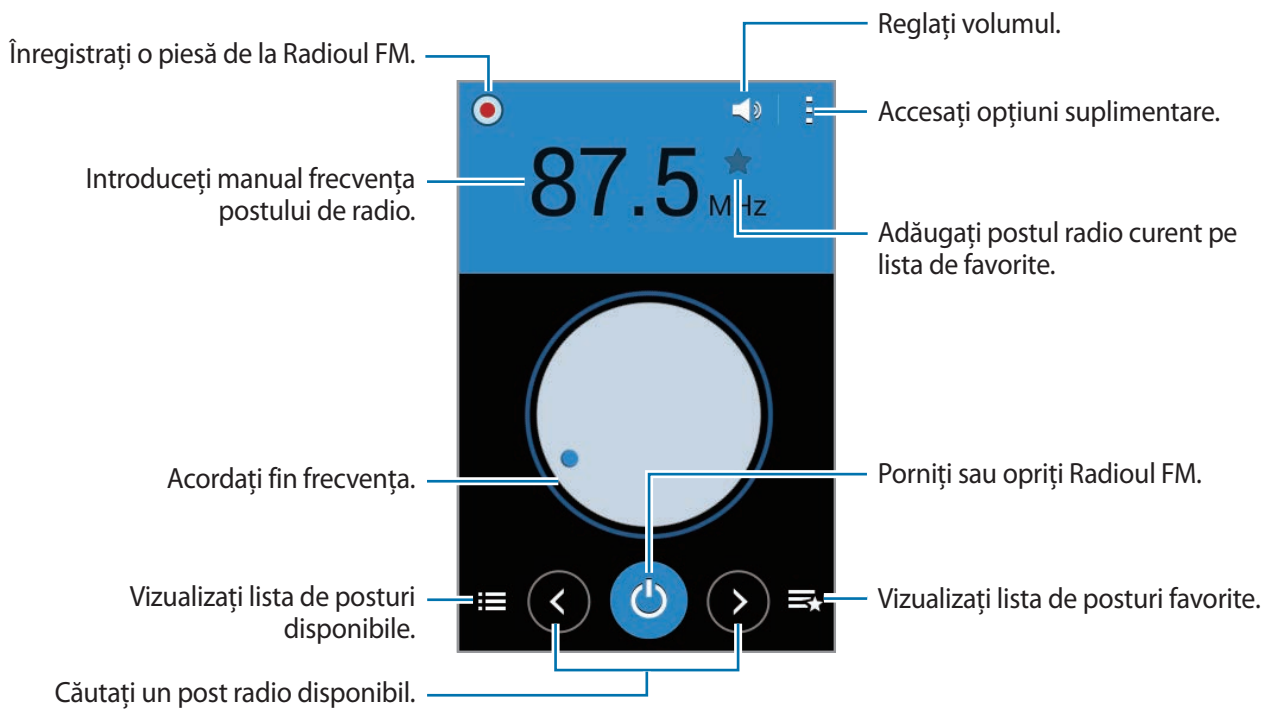 Înregistrați o piesă de la Radioul FM.
Reglați volumul.
Accesați opțiuni suplimentare.
Introduceți manual frecvența
postului de radio.
87.5 MHz
Adăugați postul radio curent pe
lista de favorite.
Acordați fin frecvența.
Porniți sau opriți Radioul FM.
Vizualizați lista de posturi
disponibile.
Vizualizați lista de posturi favorite.
Căutați un post radio disponibil.